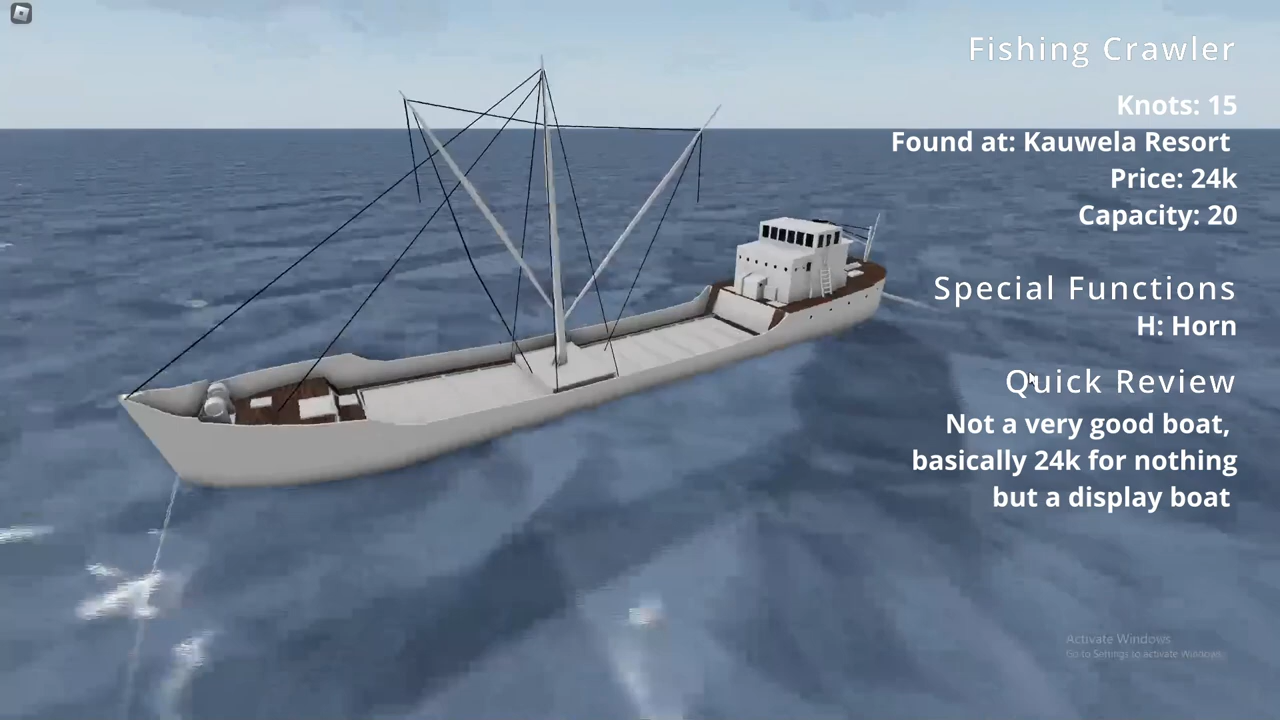 Fishing Crawler
Knots: 15
Found at: Kauwela Resort
Price: 24k
Capacity: 20
Special Functions
H: Horn
Quick Review
Not a very good boat,
basically 24k for nothing
but a display boat
Activate Windows
Go to Settings to activate Windows.